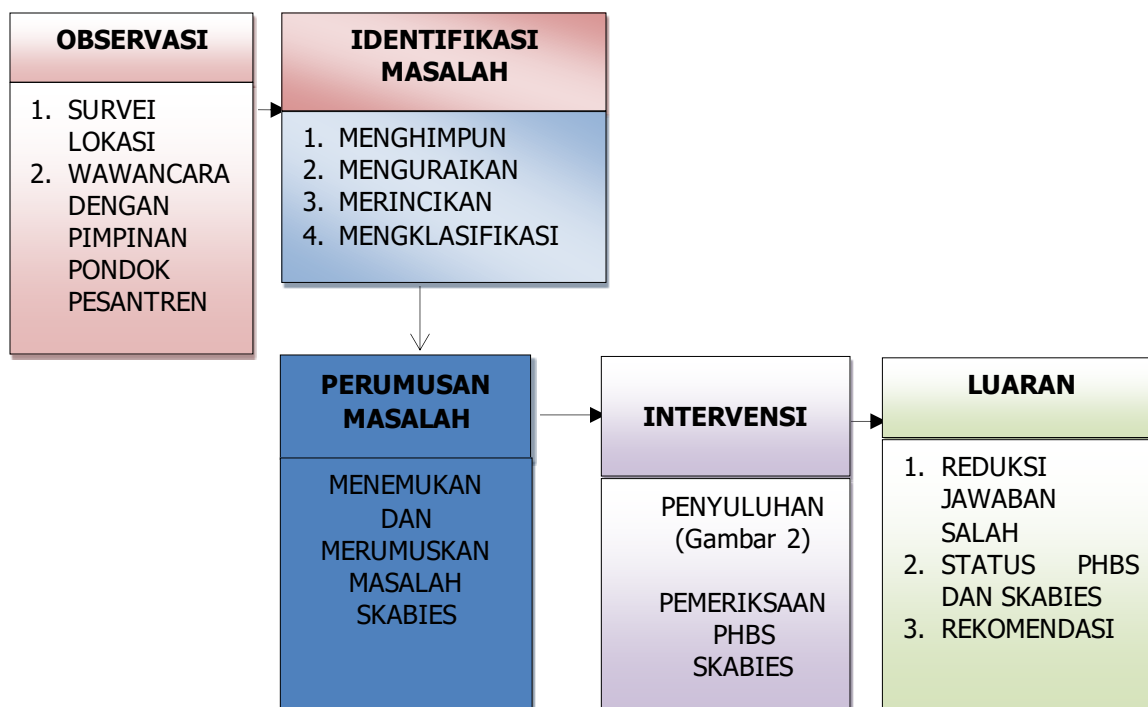 OBSERVASI
1. SURVEI
LOKASI
2. WAWANCARA
DENGAN
PIMPINAN
PONDOK
PESANTREN
IDENTIFIKASI
MASALAH
1. MENGHIMPUN
2. MENGURAIKAN
3. MERINCIKAN
4. MENGKLASIFIKASI
PERUMUSAN
MASALAH
MENEMUKAN
DAN
MERUMUSKAN
MASALAH
SKABIES
INTERVENSI
PENYULUHAN
(Gambar 2)
PEMERIKSAAN
PHBS
SKABIES
LUARAN
1. REDUKSI
JAWABAN
SALAH
2. STATUS PHBS
DAN SKABIES
3. REKOMENDASI